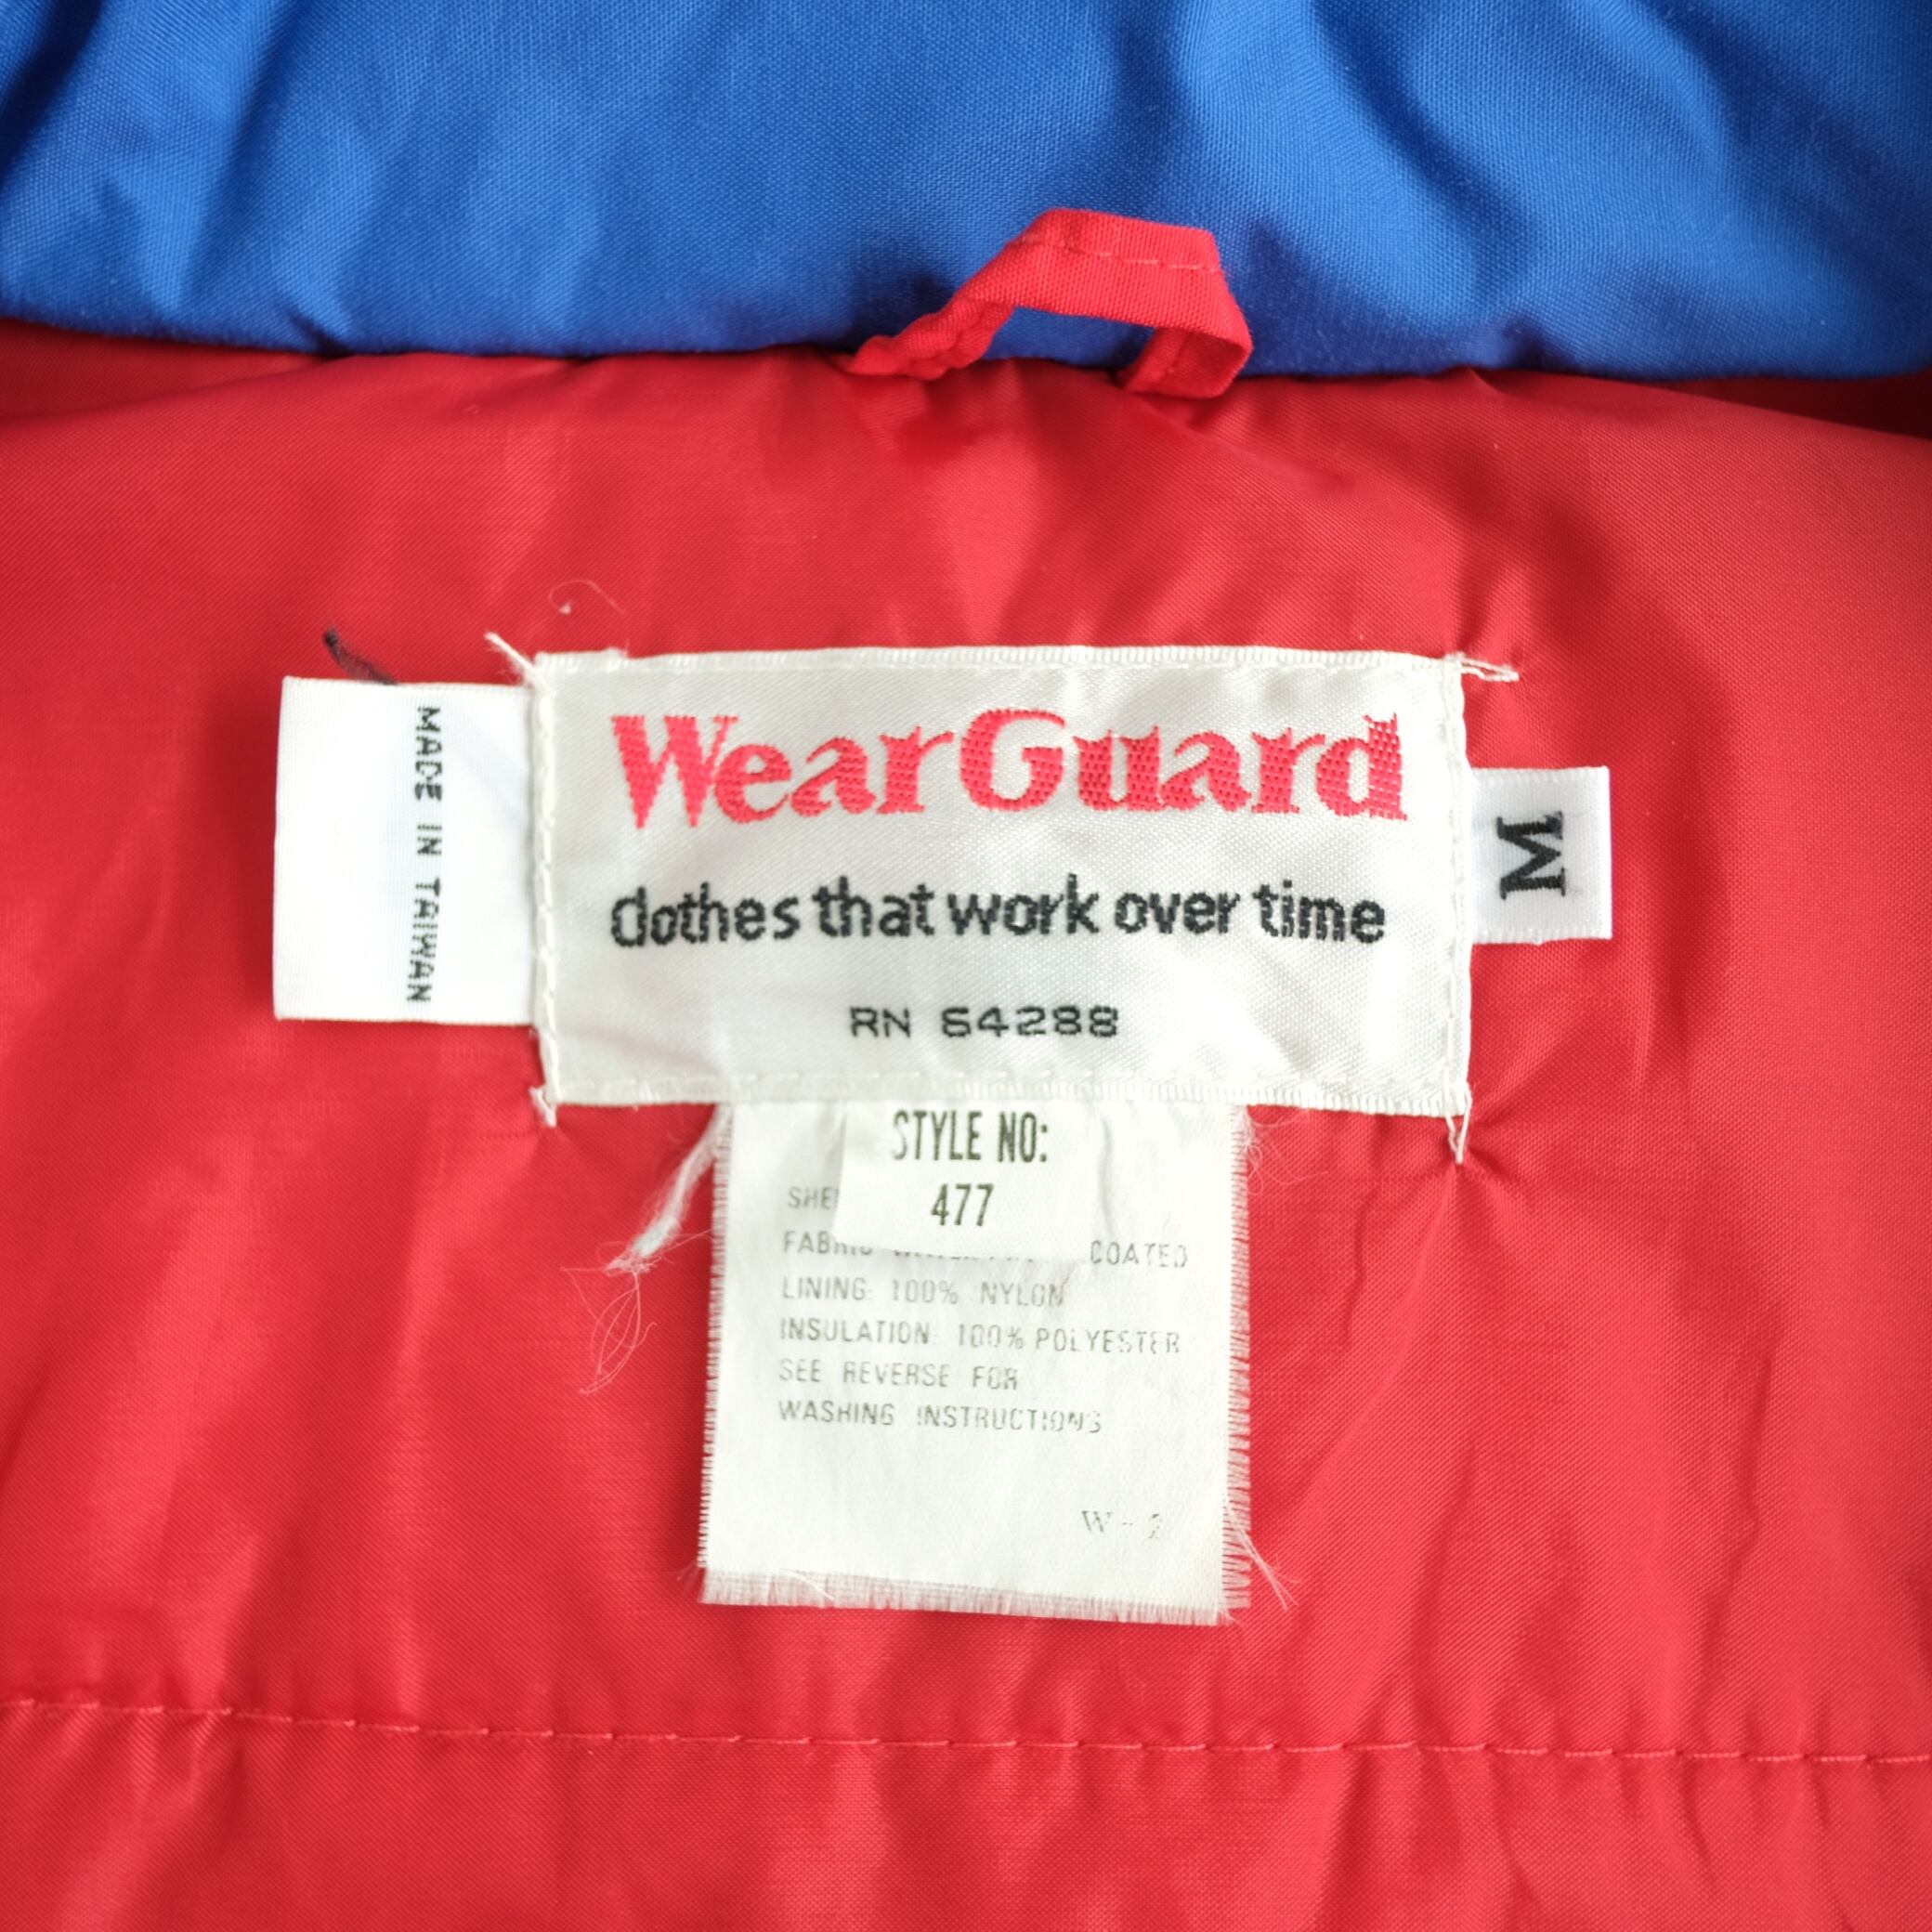 MADE IN TAIWAN
WearGuard
clothes that work over time
RN 64288
M
STYLE NO:
477
COATED
LINING: 100% NYLON
INSULATION: 100% POLYESTER
SEE REVERSE FOR
WASHING INSTRUCTIONS
W-2